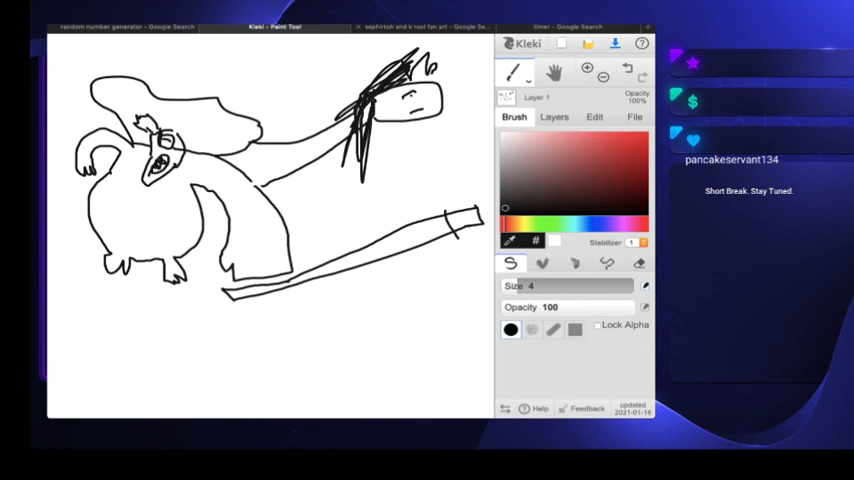 random number generator - Google Search
Kleki - Paint Tool
× sephirtoh and k rool fan art - Google Se...
timer - Google Search
+
Kleki
?
Layer 1
Opacity
100%
Brush Layers Edit File
#
Stabilizer 1
Size 4
Opacity 100
Lock Alpha
? Help
Feedback
updated
2021-01-18
$
pancakeservant134
Short Break. Stay Tuned.